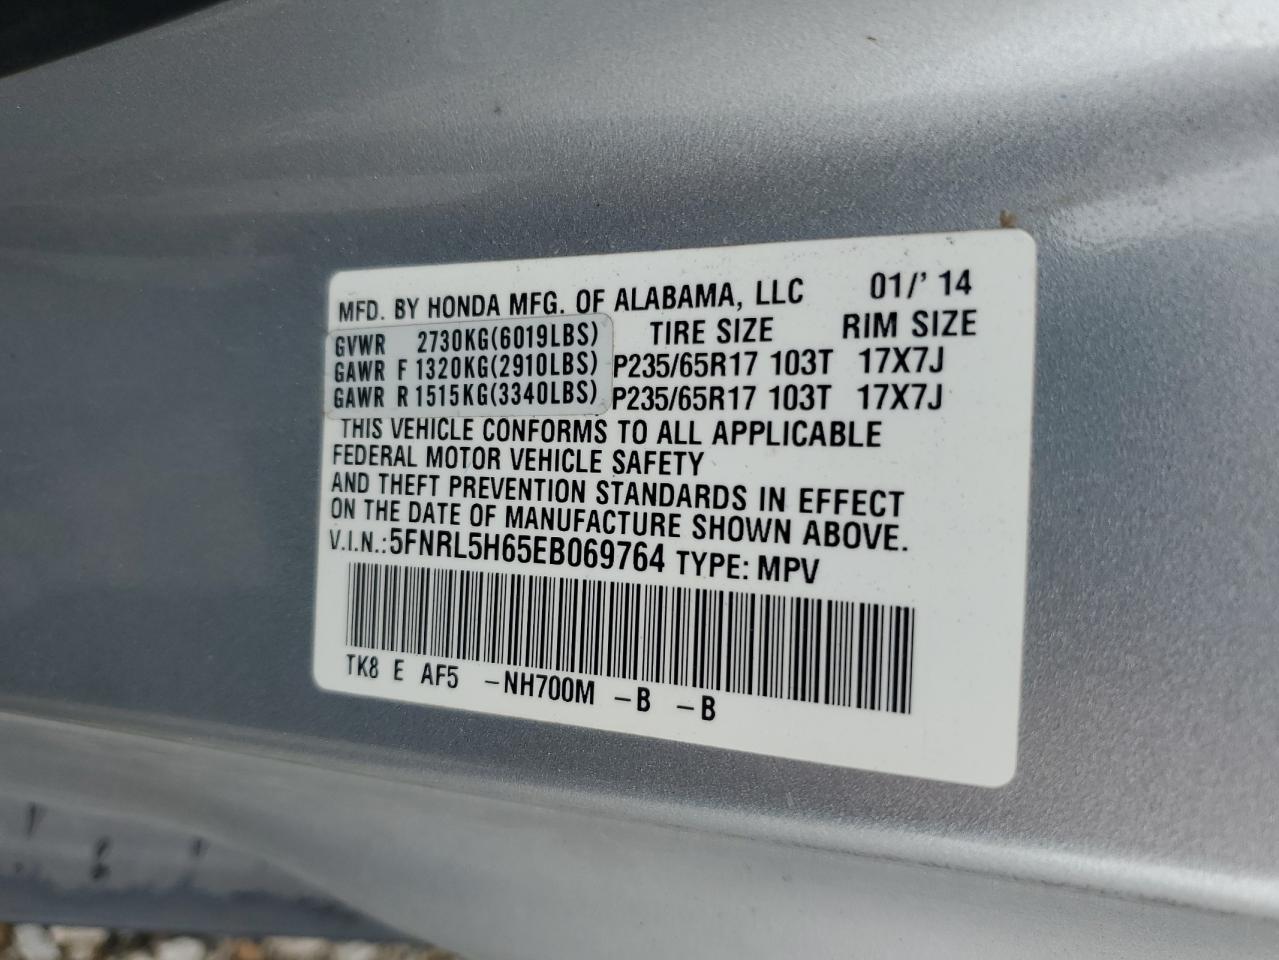 MFD. BY HONDA MFG. OF ALABAMA, LLC 01/' 14
GVWR 2730KG(6019LBS) TIRE SIZE RIM SIZE
GAWR F 1320KG(2910LBS) P235/65R17 103T 17X7J
GAWR R 1515KG(3340LBS) P235/65R17 103T 17X7J
THIS VEHICLE CONFORMS TO ALL APPLICABLE
FEDERAL MOTOR VEHICLE SAFETY
AND THEFT PREVENTION STANDARDS IN EFFECT
ON THE DATE OF MANUFACTURE SHOWN ABOVE.
V.I.N.:5FNRL5H65EB069764 TYPE: MPV
TK8 E AF5 -NH700M -B -B